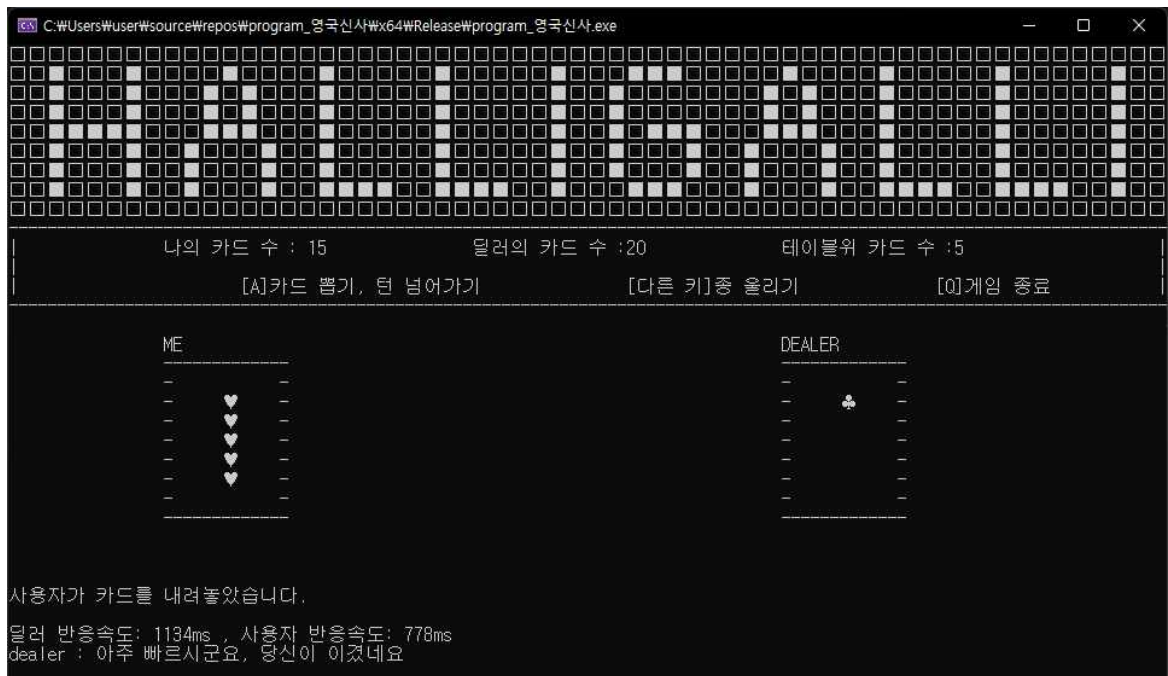 C:₩Users₩user₩source₩repos₩program_영국신사₩x64₩Release₩program_영국신사.exe
HALLIGALLI
나의 카드 수 : 15 딜러의 카드 수 :20 테이블위 카드 수 :5
[A]카드 뽑기, 턴 넘어가기 [다른 키]종 울리기 [Q]게임 종료
ME DEALER
사용자가 카드를 내려놓았습니다.
딜러 반응속도: 1134ms , 사용자 반응속도: 778ms
dealer : 아주 빠르시군요, 당신이 이겼네요